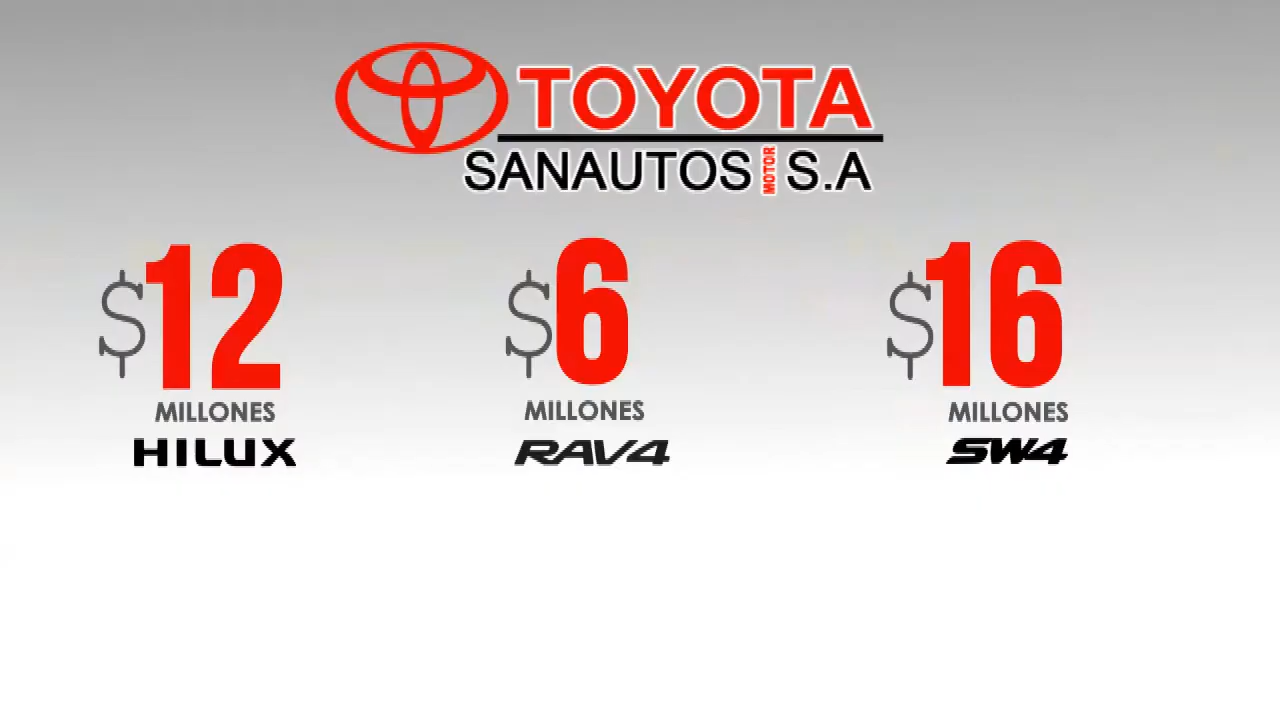 TOYOTA
SANAUTOS MOTOR S.A
$12
MILLONES
HILUX
$6
MILLONES
RAV4
$16
MILLONES
SW4